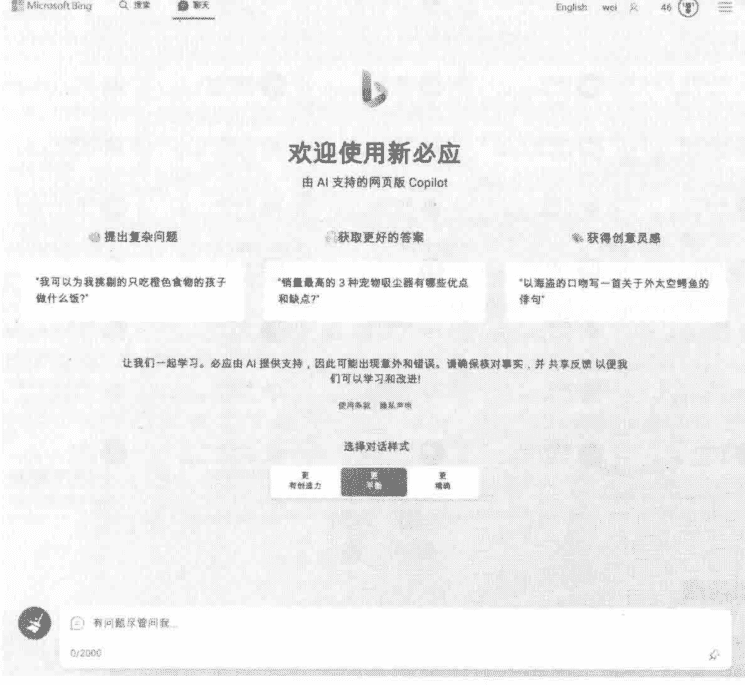 Microsoft Bing 搜索 聊天 English wei 46
欢迎使用新必应
由 AI 支持的网页版 Copilot
提出复杂问题 获取更好的答案 获得创意灵感
"我可以为我挑剔的只吃橙色食物的孩子 "销量最高的 3 种宠物吸尘器有哪些优点 "以海盗的口吻写一首关于外太空鳄鱼的
做什么饭?" 和缺点?" 俳句"
让我们一起学习。必应由 AI 提供支持，因此可能出现意外和错误。请确保核对事实，并 共享反馈 以便我
们可以学习和改进!
使用条款 隐私声明
选择对话样式
更 更 更
有创造力 平衡 精确
有问题尽管问我...
0/2000